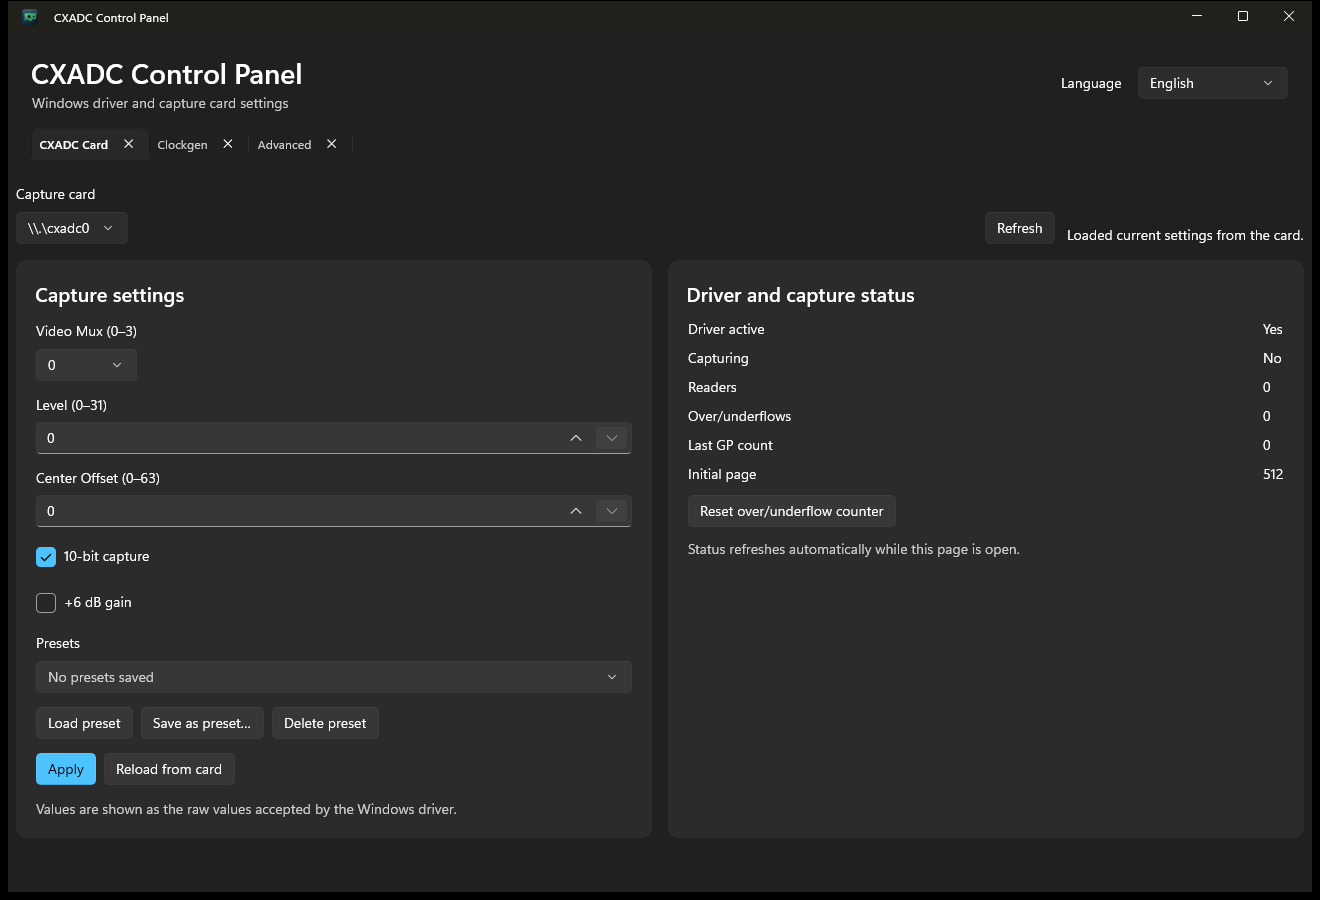 CXADC Control Panel
CXADC Control Panel
Windows driver and capture card settings
Language
English
CXADC Card
Clockgen
Advanced
Capture card
\\.\cxadc0
Refresh
Loaded current settings from the card.
Capture settings
Video Mux (0–3)
0
Level (0–31)
0
Center Offset (0–63)
0
10-bit capture
+6 dB gain
Presets
No presets saved
Load preset
Save as preset...
Delete preset
Apply
Reload from card
Values are shown as the raw values accepted by the Windows driver.
Driver and capture status
Driver active Yes
Capturing No
Readers 0
Over/underflows 0
Last GP count 0
Initial page 512
Reset over/underflow counter
Status refreshes automatically while this page is open.